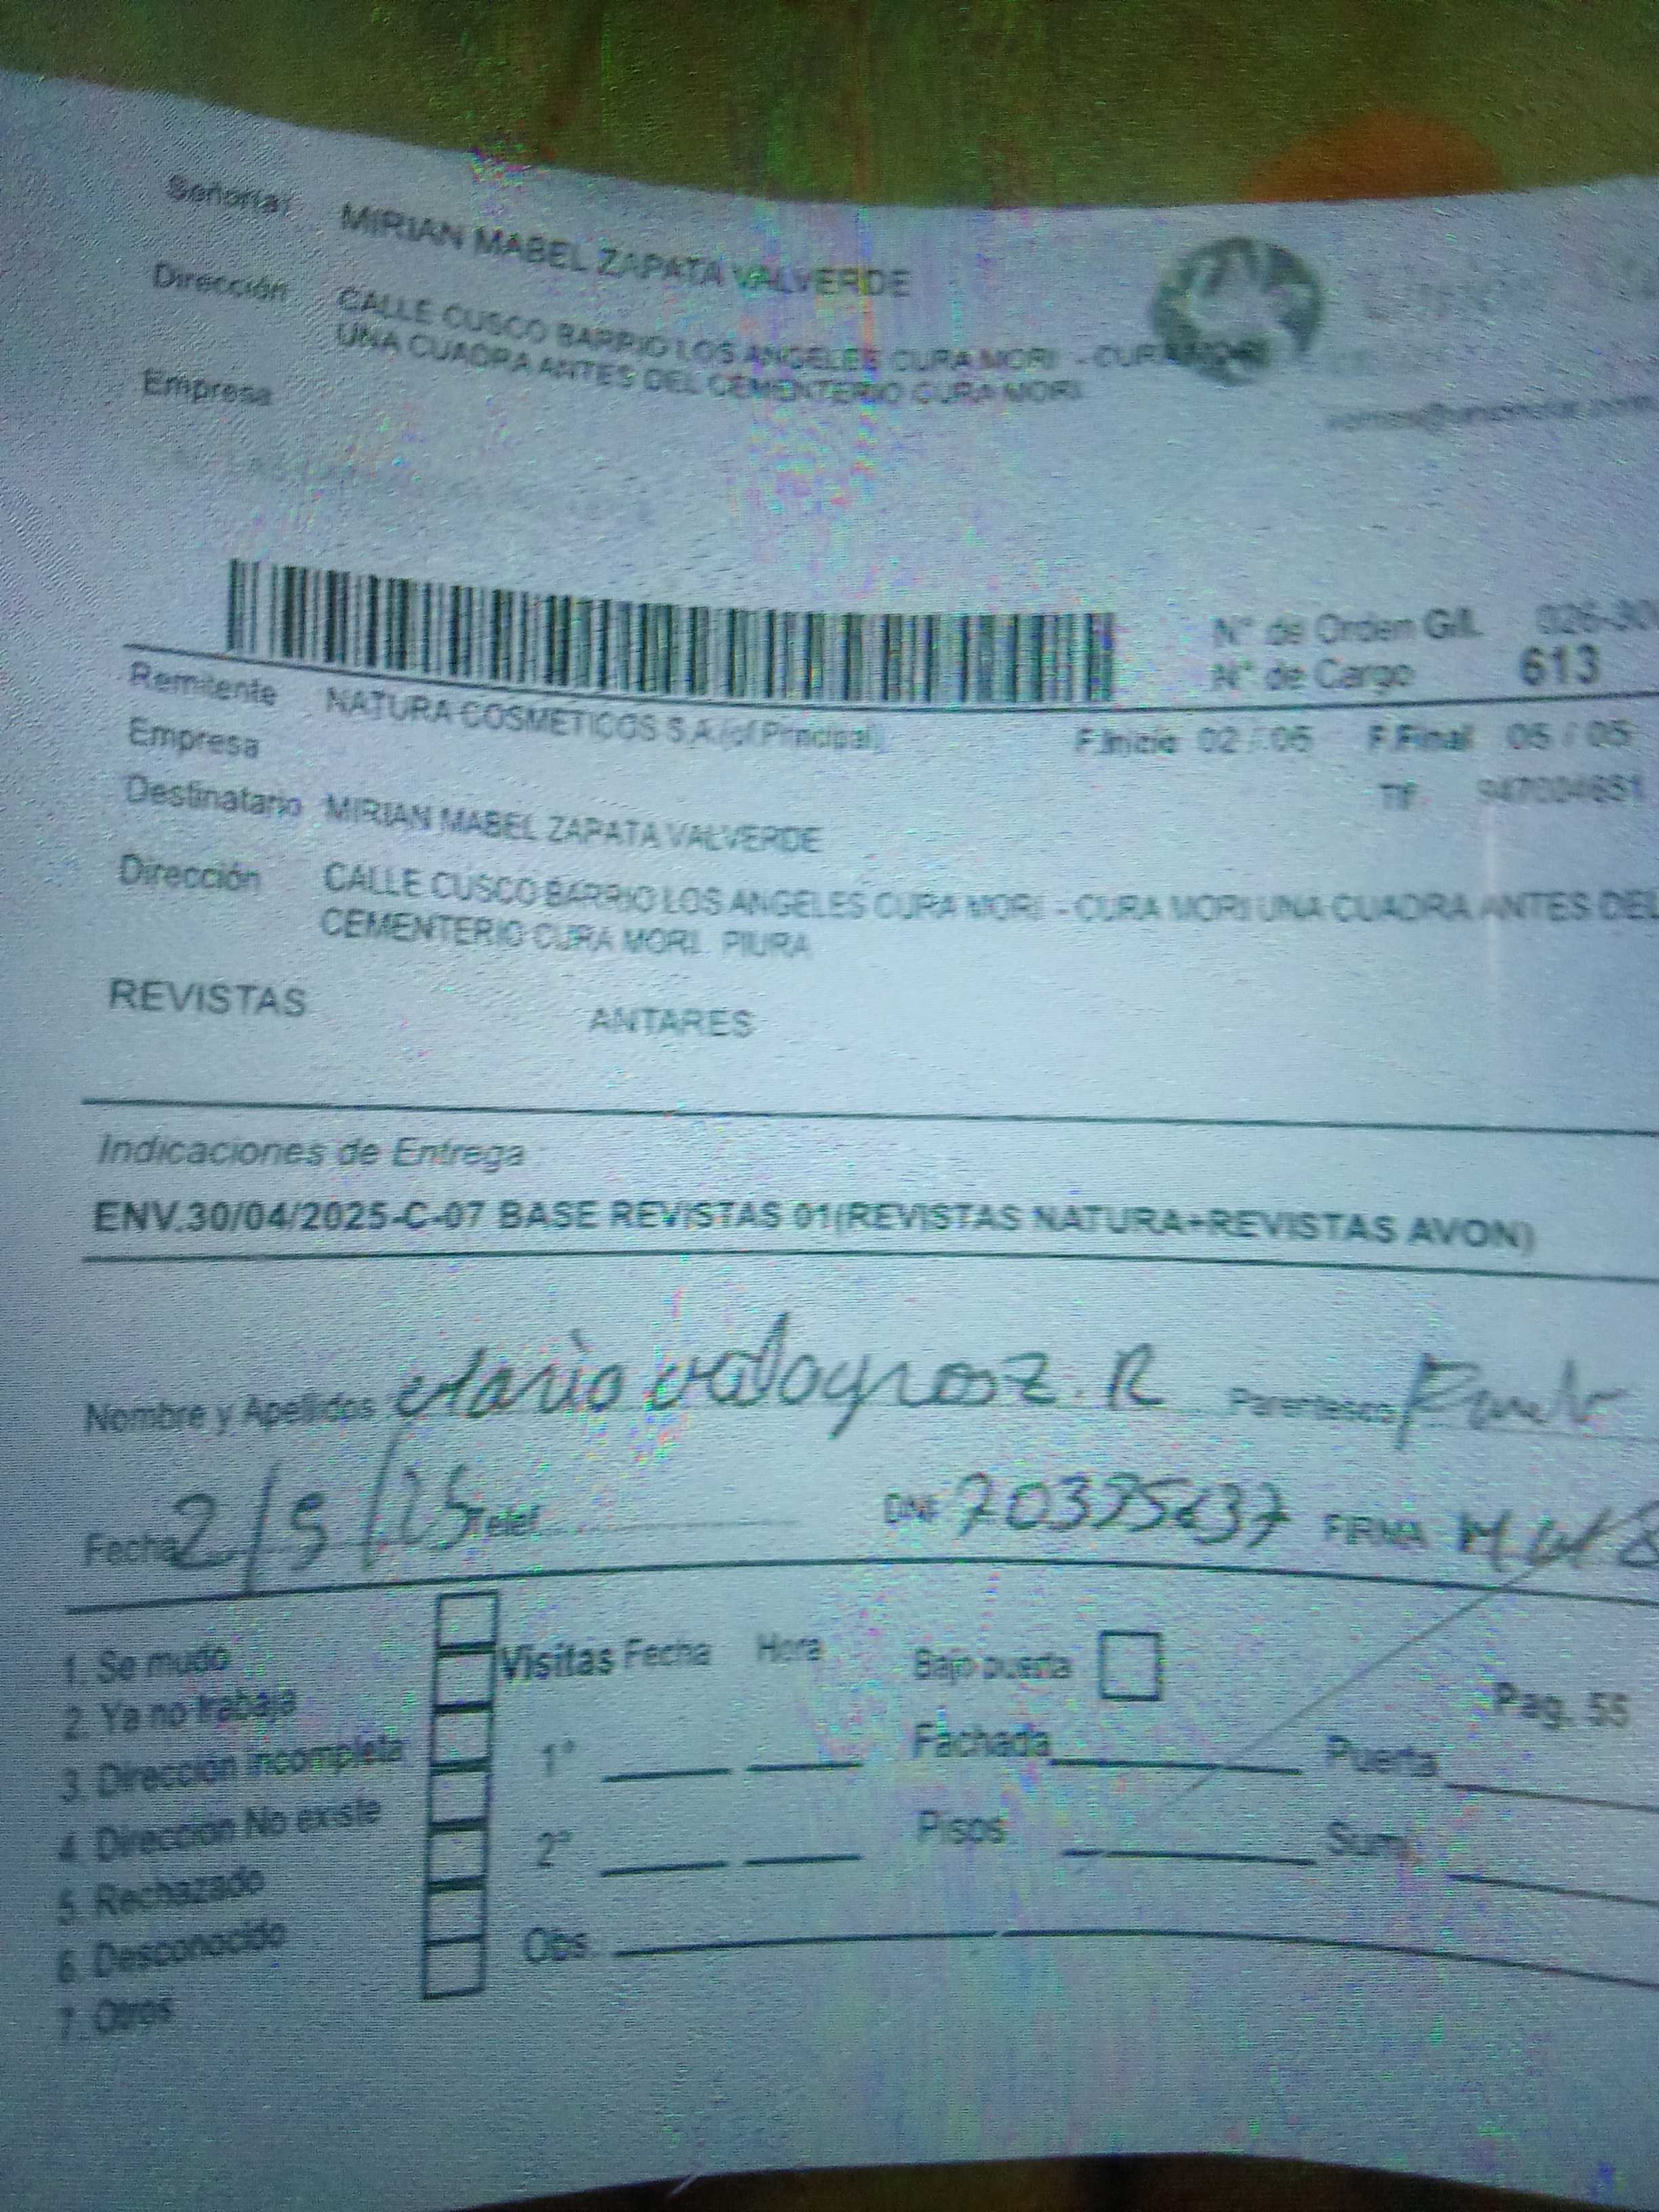 Señor(a)
MIRIAN MABEL ZAPATA VALVERDE
Dirección
CALLE CUSCO BARRIO LOS ANGELES CURA MORI - CURA MORI
UNA CUADRA ANTES DEL CEMENTERIO CURA MORI
Empresa
N° de Orden G/L 026-30
N° de Cargo 613
Remitente NATURA COSMETICOS S.A.(of.Principal)
F.Inicio 02 / 05 F.Final 05 / 05
Empresa
Tlf
Destinatario MIRIAN MABEL ZAPATA VALVERDE
Dirección CALLE CUSCO BARRIO LOS ANGELES CURA MORI - CURA MORI UNA CUADRA ANTES DEL
CEMENTERIO CURA MORI. PIURA
REVISTAS ANTARES
Indicaciones de Entrega
ENV.30/04/2025-C-07 BASE REVISTAS 01(REVISTAS NATURA+REVISTAS AVON)
Nombre y Apellidos R Parentesco
Fecha 2/5/25 Telef. DNI FIRMA
1. Se mudo
2. Ya no trabaja
3. Dirección incompleta
4. Dirección No existe
5. Rechazado
6. Desconocido
7. Otros
Visitas Fecha Hora
1°
2°
Obs.
Bajo puerta
Pag. 55
Fachada Puerta
Pisos Sumi.